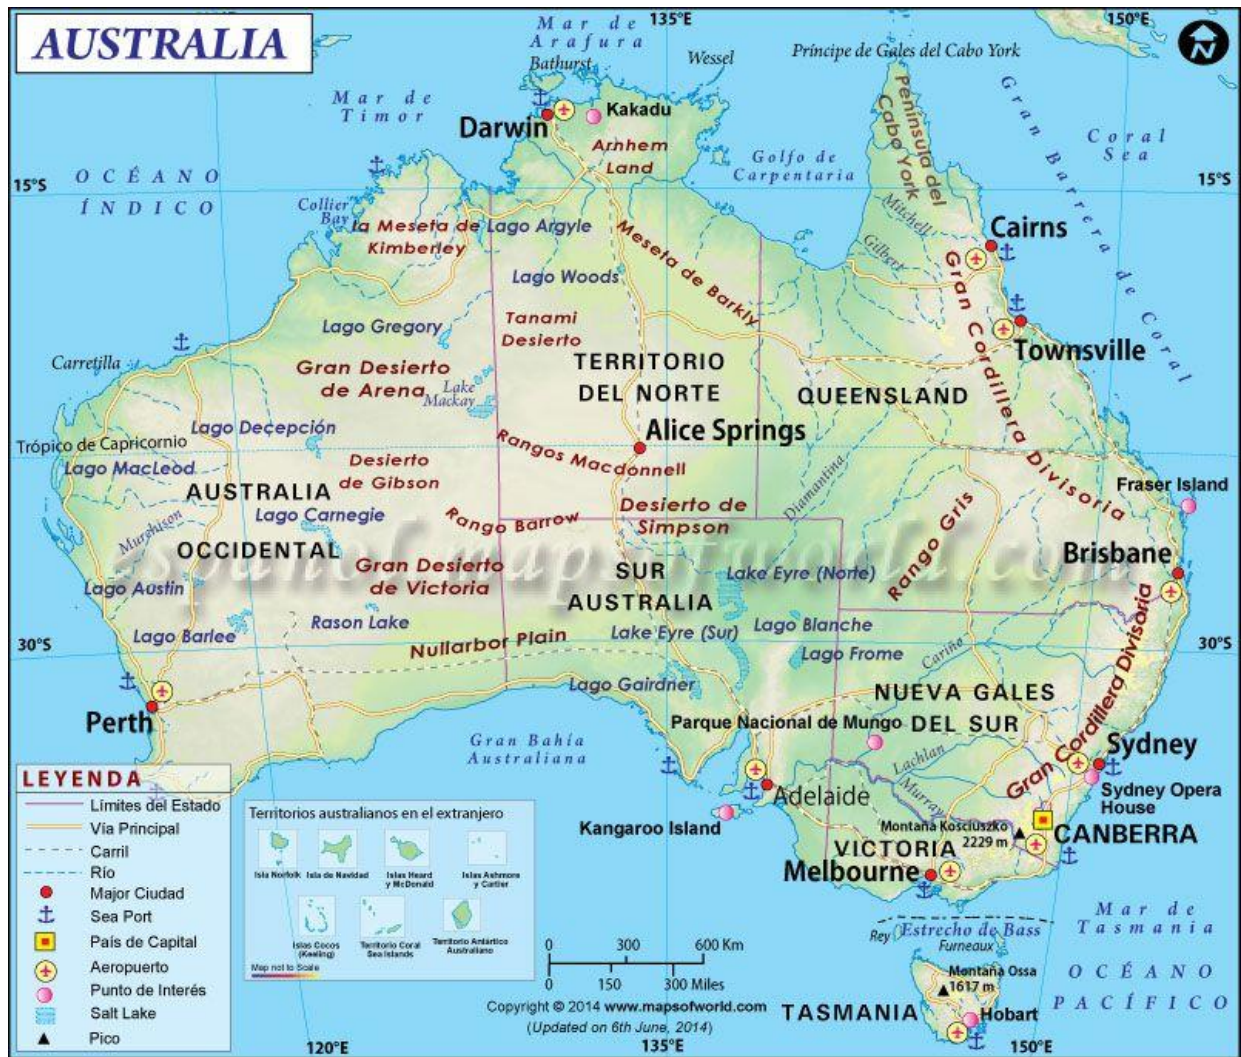 AUSTRALIA
135°E
150°E
Mar de
Arafura
Bathurst
Wessel
Príncipe de Gales del Cabo York
N
Mar de
Timor
Kakadu
Darwin
Arnhem
Land
Península del
Cabo York
Gran Barrera de Coral
Coral
Sea
Golfo de
Carpentaria
OCÉANO
ÍNDICO
15°S
15°S
Collier
Bay
la Meseta de
Kimberley
Lago Argyle
Mitchell
Cairns
Gilbert
Meseta de Barkly
Lago Woods
Lago Gregory
Tanami
Desierto
Townsville
Carretilla
Gran Desierto
de Arena
Lake
Mackay
TERRITORIO
DEL NORTE
QUEENSLAND
Gran Cordillera Divisoria
Lago Decepción
Alice Springs
Trópico de Capricornio
Rangos Macdonnell
Lago MacLeod
Desierto
de Gibson
Diamantina
Fraser Island
AUSTRALIA
OCCIDENTAL
Lago Carnegie
Murchison
Rango Barrow
Desierto de
Simpson
Rango Gris
Brisbane
español.mapsofworld.com
Gran Desierto
de Victoria
SUR
AUSTRALIA
Lake Eyre (Norte)
Lago Austin
Rason Lake
Lago Barlee
Nullarbor Plain
Lake Eyre (Sur)
Lago Blanche
Lago Frome
Cariño
30°S
30°S
Gran Cordillera Divisoria
Lago Gairdner
NUEVA GALES
DEL SUR
Parque Nacional de Mungo
Perth
Gran Bahía
Australiana
Lachlan
Sydney
Sydney Opera
House
Murray
Adelaide
Kangaroo Island
Montaña Kosciuszko
2229 m
CANBERRA
VICTORIA
Melbourne
Mar de
Tasmania
Rey
Estrecho de Bass
Furneaux
Montaña Ossa
1617 m
OCÉANO
PACÍFICO
TASMANIA
Hobart
LEYENDA
Límites del Estado
Vía Principal
Carril
Río
Major Ciudad
Sea Port
País de Capital
Aeropuerto
Punto de Interés
Salt Lake
Pico
Territorios australianos en el extranjero
Isla Norfolk
Isla de Navidad
Islas Heard
y McDonald
Islas Ashmore
y Cartier
Islas Cocos
(Keeling)
Territorio Coral
Sea Islands
Territorio Antártico
Australiano
Map not to Scale
0 300 600 Km
0 150 300 Miles
Copyright © 2014 www.mapsofworld.com
(Updated on 6th June, 2014)
120°E
135°E
150°E